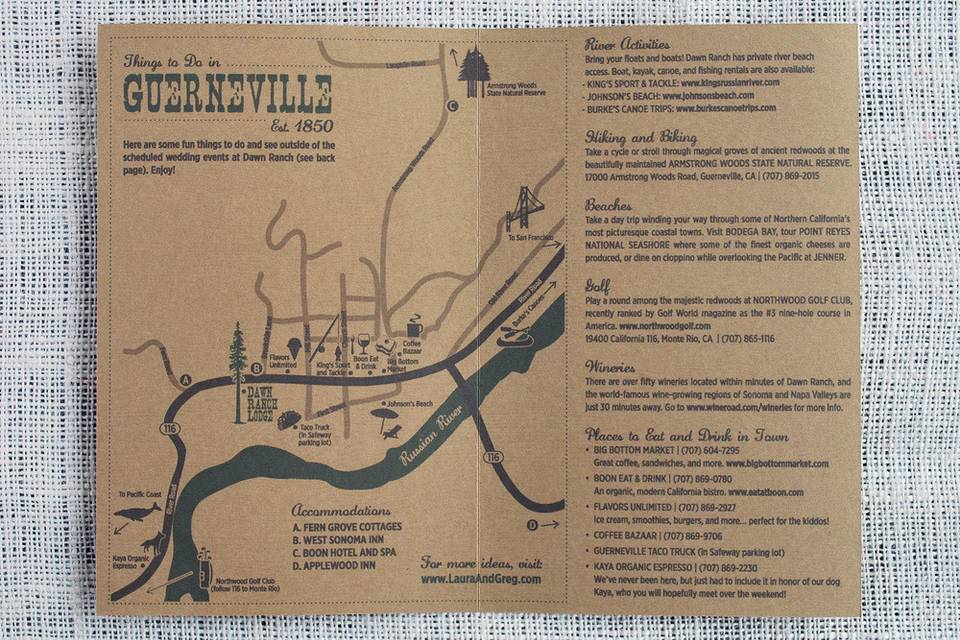 Things to Do in
GUERNEVILLE
Est. 1850
Here are some fun things to do and see outside of the
scheduled wedding events at Dawn Ranch (see back
page). Enjoy!
Armstrong Woods
State Natural Reserve
C
Armstrong Woods Road
To San Francisco
Old River Road
River Road
Burke's Canoes
Flavors
Unlimited
King's Sport
and Tackle
Boon Eat
& Drink
Coffee
Bazaar
Big Bottom
Market
A
B
DAWN
RANCH
LODGE
Johnson's Beach
Taco Truck
(in Safeway
parking lot)
116
Russian River
116
River Road
To Pacific Coast
Kaya Organic
Espresso
Northwood Golf Club
(follow 116 to Monte Rio)
D
Accommodations
A. FERN GROVE COTTAGES
B. WEST SONOMA INN
C. BOON HOTEL AND SPA
D. APPLEWOOD INN
For more ideas, visit:
www.LauraAndGreg.com
River Activities
Bring your floats and boats! Dawn Ranch has private river beach
access. Boat, kayak, canoe, and fishing rentals are also available:
- KING'S SPORT & TACKLE: www.kingsrussianriver.com
- JOHNSON'S BEACH: www.johnsonsbeach.com
- BURKE'S CANOE TRIPS: www.burkescanoetrips.com
Hiking and Biking
Take a cycle or stroll through magical groves of ancient redwoods at the
beautifully maintained ARMSTRONG WOODS STATE NATURAL RESERVE.
17000 Armstrong Woods Road, Guerneville, CA | (707) 869-2015
Beaches
Take a day trip winding your way through some of Northern California's
most picturesque coastal towns. Visit BODEGA BAY, tour POINT REYES
NATIONAL SEASHORE where some of the finest organic cheeses are
produced, or dine on cioppino while overlooking the Pacific at JENNER.
Golf
Play a round among the majestic redwoods at NORTHWOOD GOLF CLUB,
recently ranked by Golf World magazine as the #3 nine-hole course in
America. www.northwoodgolf.com
19400 California 116, Monte Rio, CA | (707) 865-1116
Wineries
There are over fifty wineries located within minutes of Dawn Ranch, and
the world-famous wine-growing regions of Sonoma and Napa Valleys are
just 30 minutes away. Go to www.wineroad.com/wineries for more info.
Places to Eat and Drink in Town
• BIG BOTTOM MARKET | (707) 604-7295
Great coffee, sandwiches, and more. www.bigbottommarket.com
• BOON EAT & DRINK | (707) 869-0780
An organic, modern California bistro. www.eatatboon.com
• FLAVORS UNLIMITED | (707) 869-2927
Ice cream, smoothies, burgers, and more... perfect for the kiddos!
• COFFEE BAZAAR | (707) 869-9706
• GUERNEVILLE TACO TRUCK (in Safeway parking lot)
• KAYA ORGANIC ESPRESSO | (707) 869-2230
We've never been here, but just had to include it in honor of our dog
Kaya, who you will hopefully meet over the weekend!